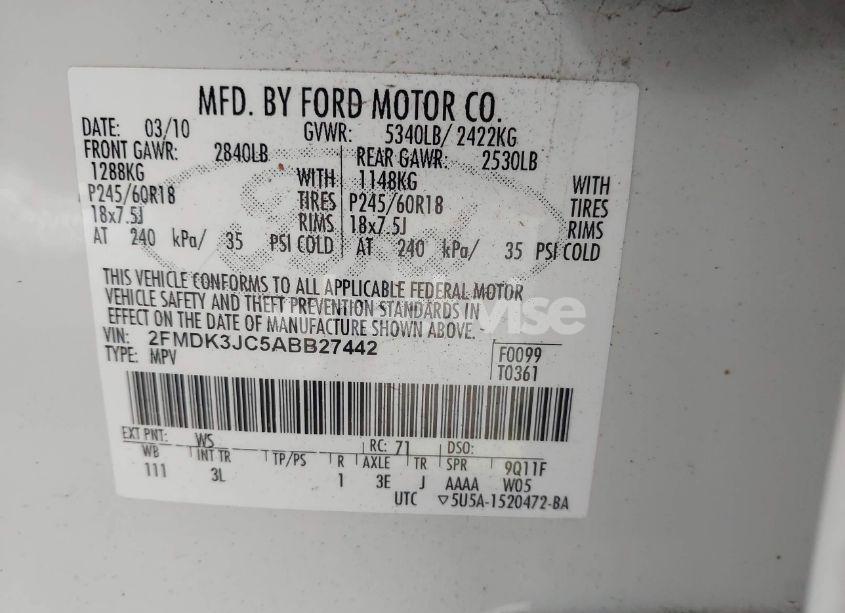 MFD. BY FORD MOTOR CO.
DATE: 03/10 GVWR: 5340LB/ 2422KG
FRONT GAWR: 2840LB REAR GAWR: 2530LB
1288KG WITH 1148KG WITH
P245/60R18 TIRES P245/60R18 TIRES
18x7.5J RIMS 18x7.5J RIMS
AT 240 kPa/ 35 PSI COLD AT 240 kPa/ 35 PSI COLD
THIS VEHICLE CONFORMS TO ALL APPLICABLE FEDERAL MOTOR
VEHICLE SAFETY AND THEFT PREVENTION STANDARDS IN
EFFECT ON THE DATE OF MANUFACTURE SHOWN ABOVE.
VIN: 2FMDK3JC5ABB27442
TYPE: MPV F0099
T0361
EXT PNT: WS RC: 71 DSO:
WB INT TR TP/PS R AXLE TR SPR 9Q11F
111 3L 1 3E J AAAA W05
UTC ▽5U5A-1520472-BA